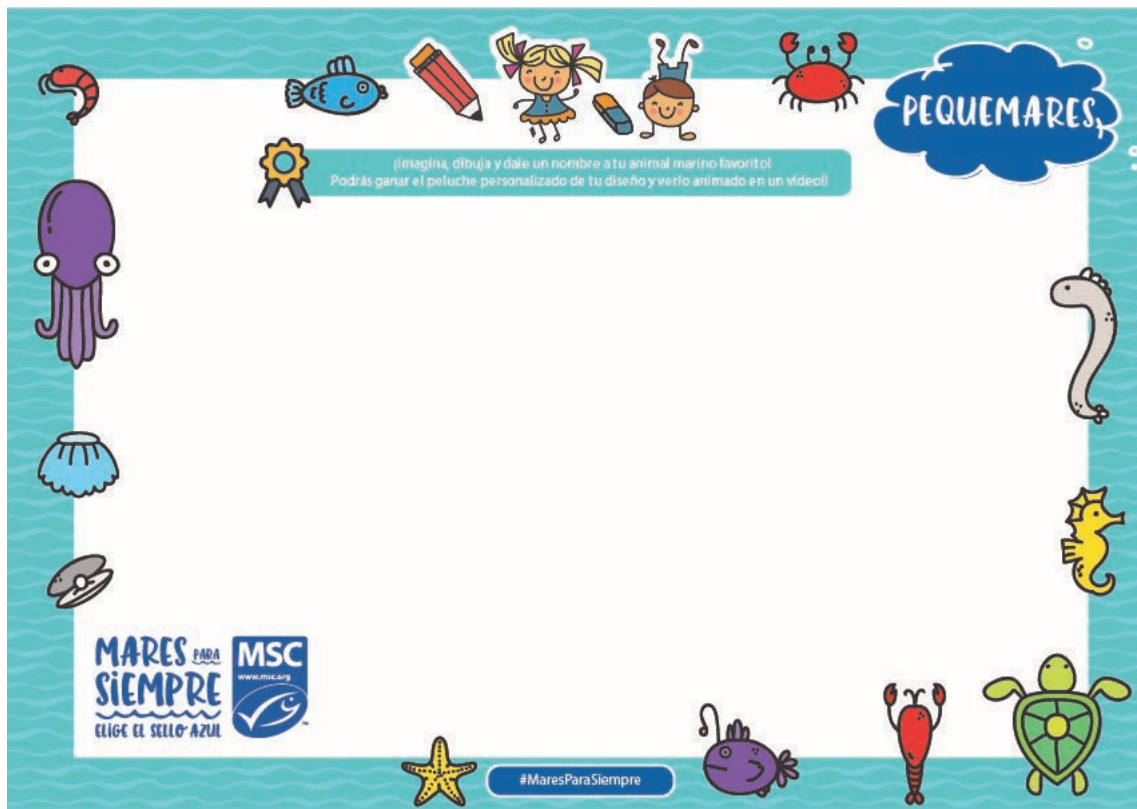 PEQUEMARES
¡Imagina, dibuja y dale un nombre a tu animal marino favorito!
Podrás ganar el peluche personalizado de tu diseño y verlo animado en un vídeo!!
MARES PARA
SIEMPRE
ELIGE EL SELLO AZUL
MSC
www.msc.org
TM
#MaresParaSiempre